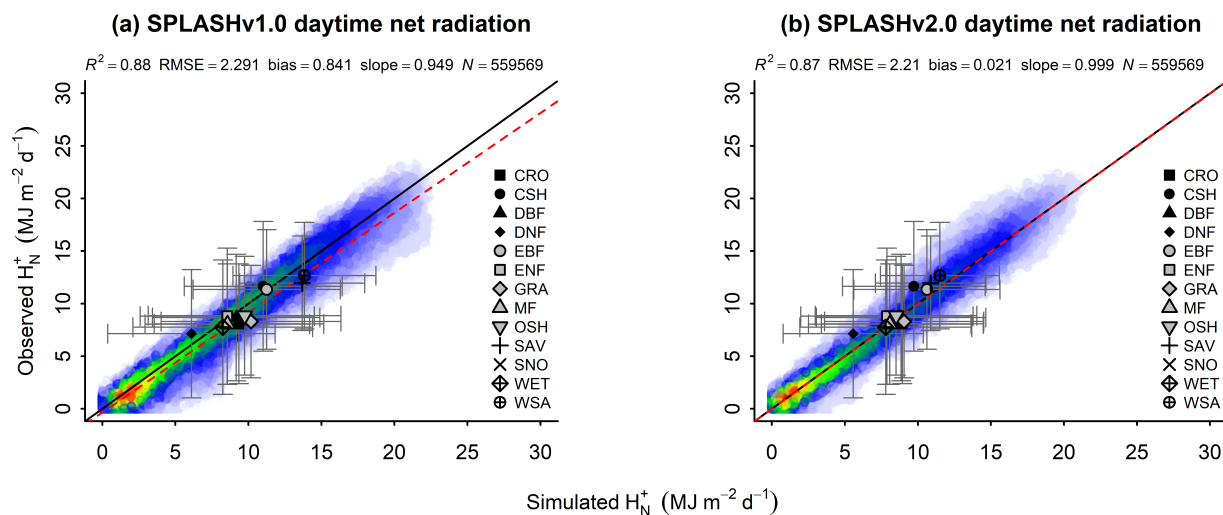 (a) SPLASHv1.0 daytime net radiation
R² = 0.88 RMSE = 2.291 bias = 0.841 slope = 0.949 N = 559569
30
25
20
15
10
5
0
Observed H_N^+ (MJ m⁻² d⁻¹)
CRO
CSH
DBF
DNF
EBF
ENF
GRA
MF
OSH
SAV
SNO
WET
WSA
0 5 10 15 20 25 30
(b) SPLASHv2.0 daytime net radiation
R² = 0.87 RMSE = 2.21 bias = 0.021 slope = 0.999 N = 559569
30
25
20
15
10
5
0
CRO
CSH
DBF
DNF
EBF
ENF
GRA
MF
OSH
SAV
SNO
WET
WSA
0 5 10 15 20 25 30
Simulated H_N^+ (MJ m⁻² d⁻¹)